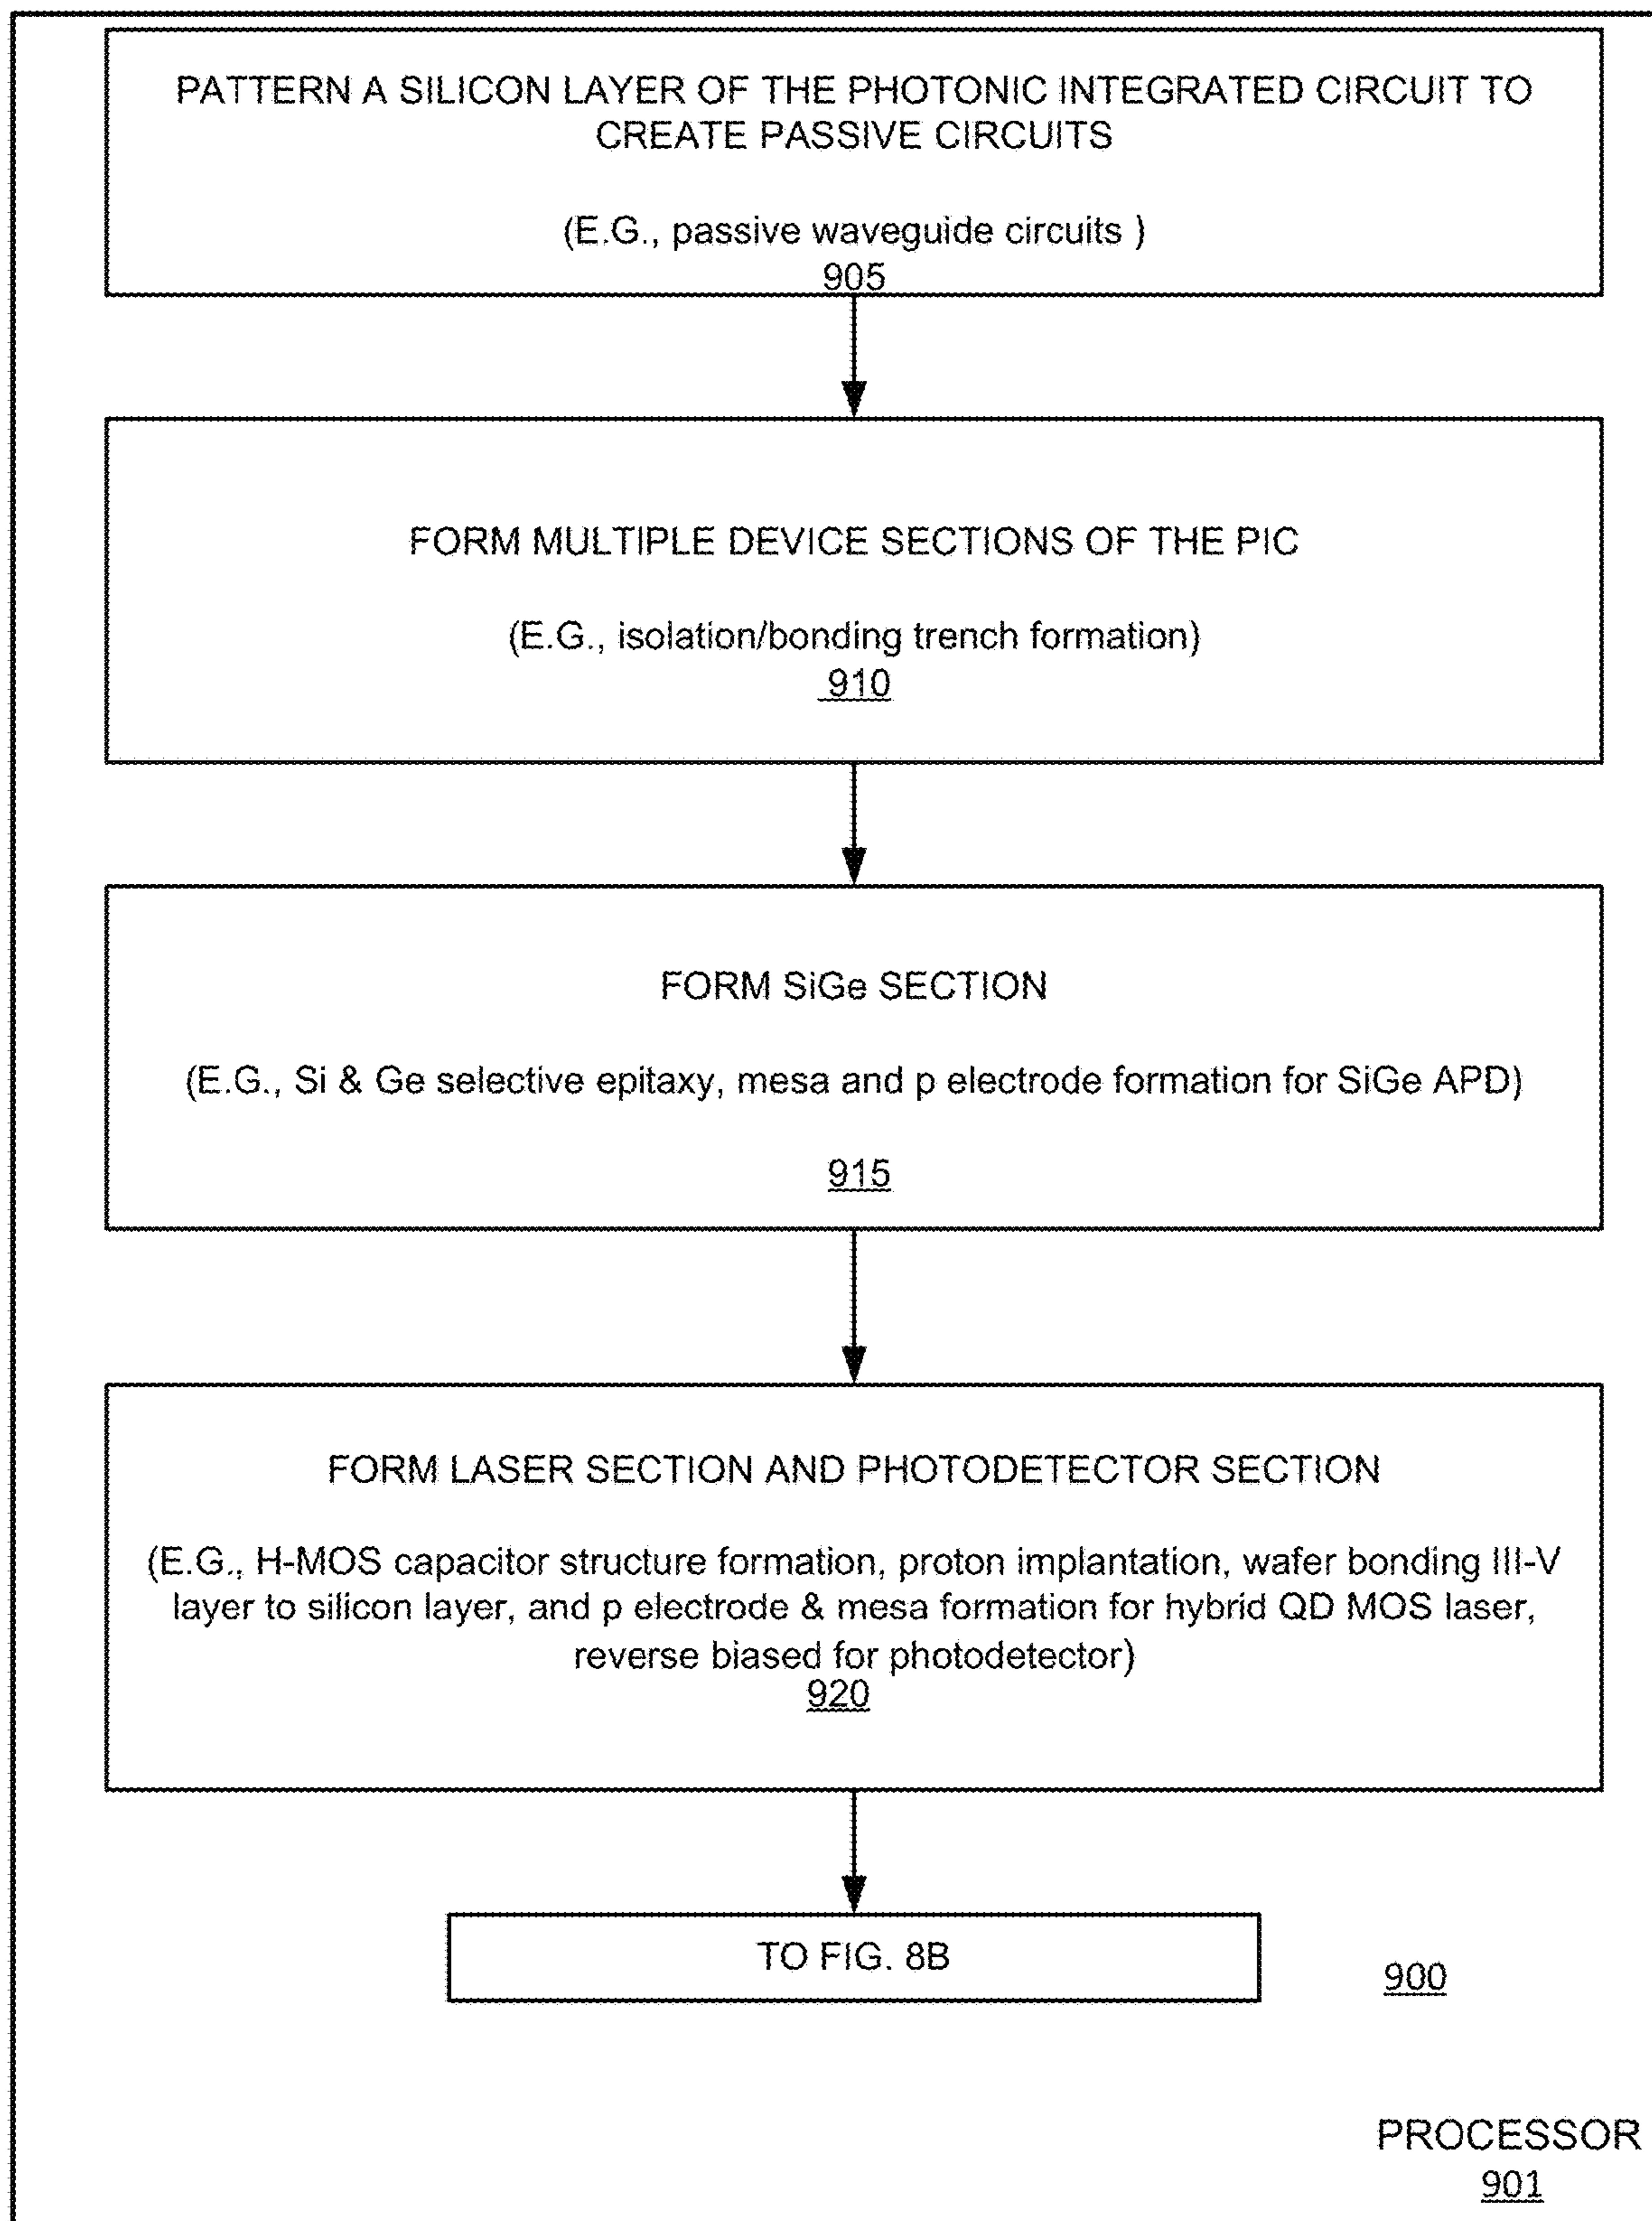 PATTERN A SILICON LAYER OF THE PHOTONIC INTEGRATED CIRCUIT TO
CREATE PASSIVE CIRCUITS
(E.G., passive waveguide circuits )
905
FORM MULTIPLE DEVICE SECTIONS OF THE PIC
(E.G., isolation/bonding trench formation)
910
FORM SiGe SECTION
(E.G., Si & Ge selective epitaxy, mesa and p electrode formation for SiGe APD)
915
FORM LASER SECTION AND PHOTODETECTOR SECTION
(E.G., H-MOS capacitor structure formation, proton implantation, wafer bonding III-V
layer to silicon layer, and p electrode & mesa formation for hybrid QD MOS laser,
reverse biased for photodetector)
920
TO FIG. 8B
900
PROCESSOR
901